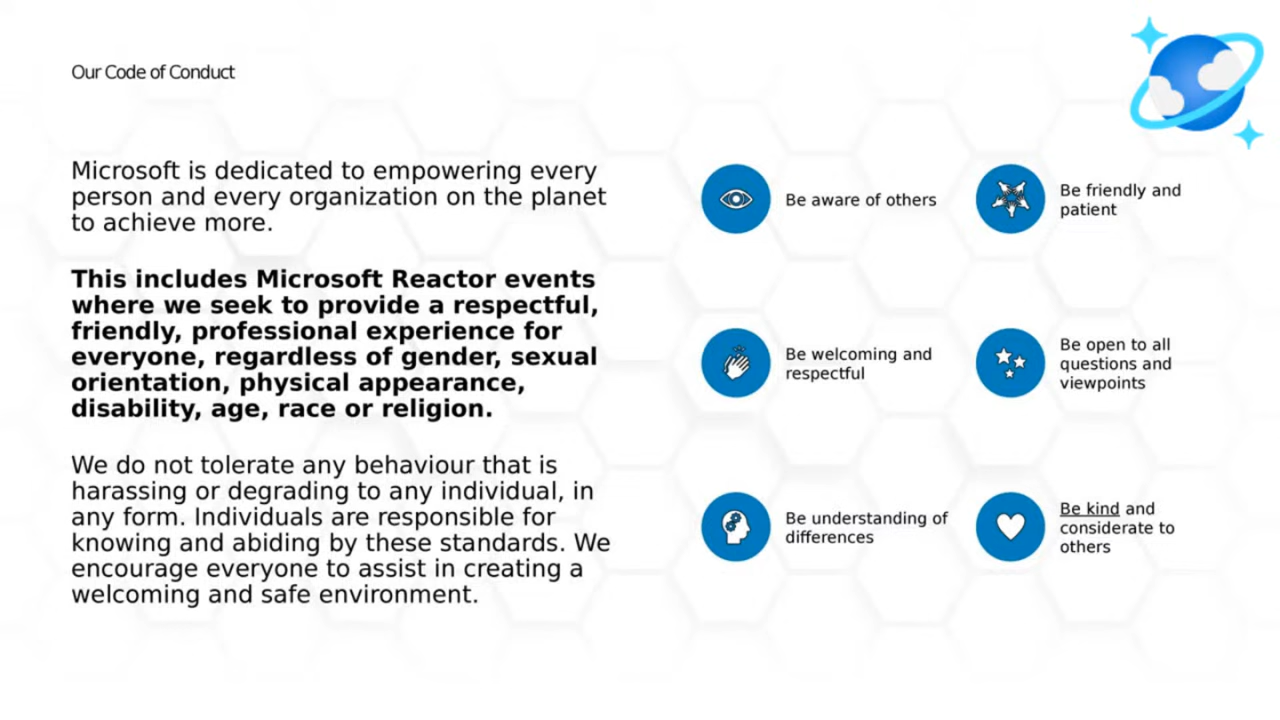 Our Code of Conduct
Microsoft is dedicated to empowering every
person and every organization on the planet
to achieve more.
This includes Microsoft Reactor events
where we seek to provide a respectful,
friendly, professional experience for
everyone, regardless of gender, sexual
orientation, physical appearance,
disability, age, race or religion.
We do not tolerate any behaviour that is
harassing or degrading to any individual, in
any form. Individuals are responsible for
knowing and abiding by these standards. We
encourage everyone to assist in creating a
welcoming and safe environment.
Be aware of others
Be friendly and
patient
Be welcoming and
respectful
Be open to all
questions and
viewpoints
Be understanding of
differences
Be kind and
considerate to
others